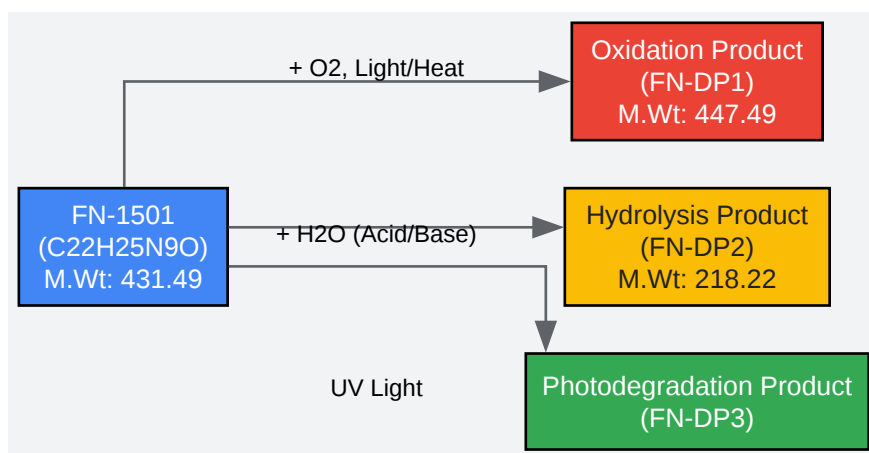 + O2, Light/Heat
Oxidation Product
(FN-DP1)
M.Wt: 447.49
FN-1501
(C22H25N9O)
M.Wt: 431.49
+ H2O (Acid/Base)
Hydrolysis Product
(FN-DP2)
M.Wt: 218.22
UV Light
Photodegradation Product
(FN-DP3)